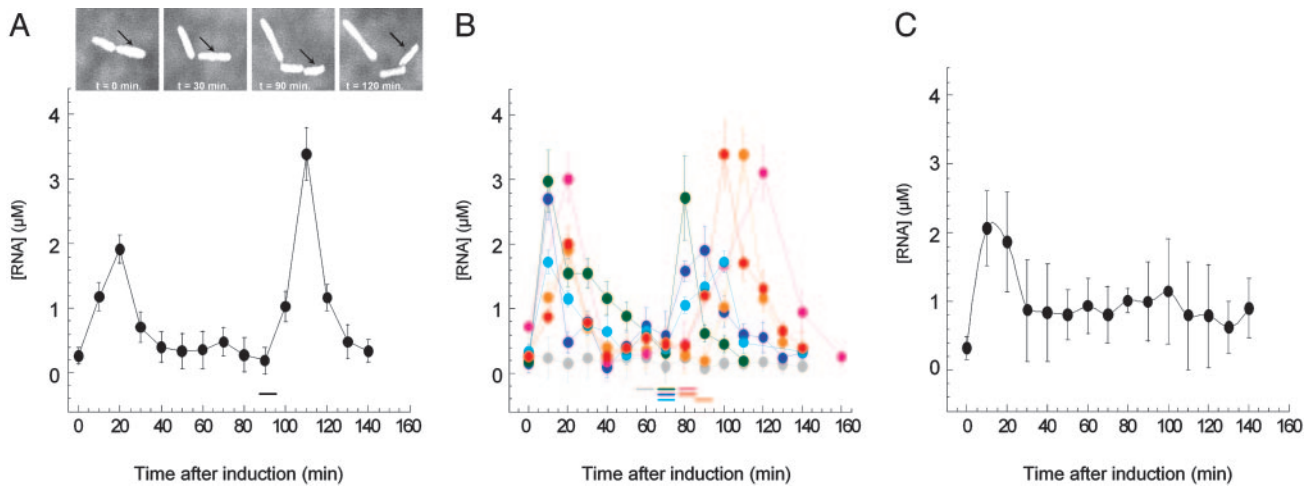 A
t = 0 min.
t = 30 min.
t = 90 min.
t = 120 min.
4
3
2
1
0
[RNA] (µM)
0 20 40 60 80 100 120 140 160
Time after induction (min)
B
4
3
2
1
0
[RNA] (µM)
0 20 40 60 80 100 120 140 160
Time after induction (min)
C
4
3
2
1
0
[RNA] (µM)
0 20 40 60 80 100 120 140 160
Time after induction (min)